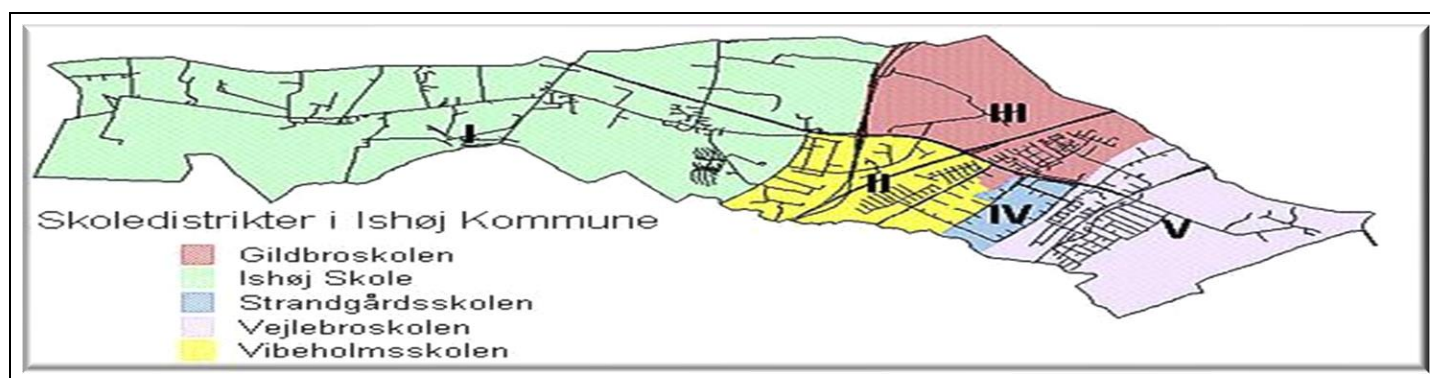 III
I
II
IV
V
Skoledistrikter i Ishøj Kommune
Gildbroskolen
Ishøj Skole
Strandgårdsskolen
Vejlebroskolen
Vibeholmsskolen